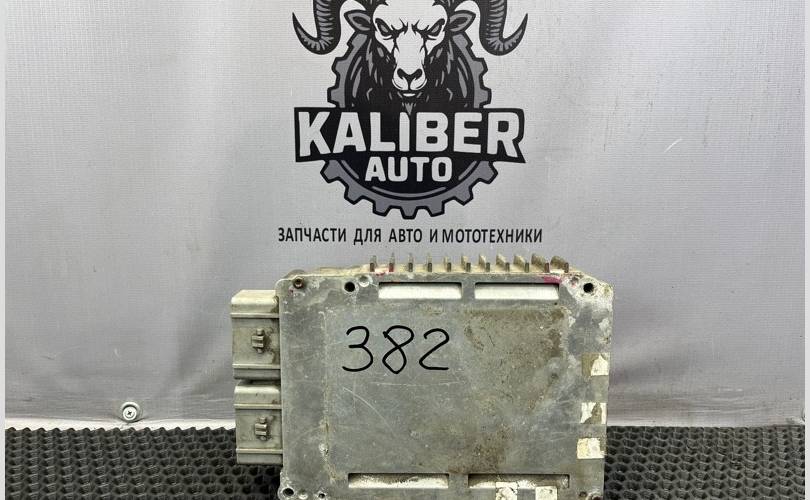 KALIBER
AUTO
ЗАПЧАСТИ ДЛЯ АВТО И МОТОТЕХНИКИ
382